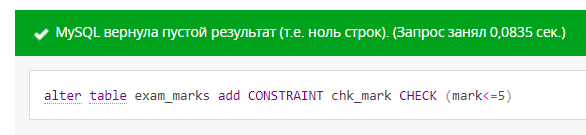 MySQL вернула пустой результат (т.е. ноль строк). (Запрос занял 0,0835 сек.)
alter table exam_marks add CONSTRAINT chk_mark CHECK (mark<=5)